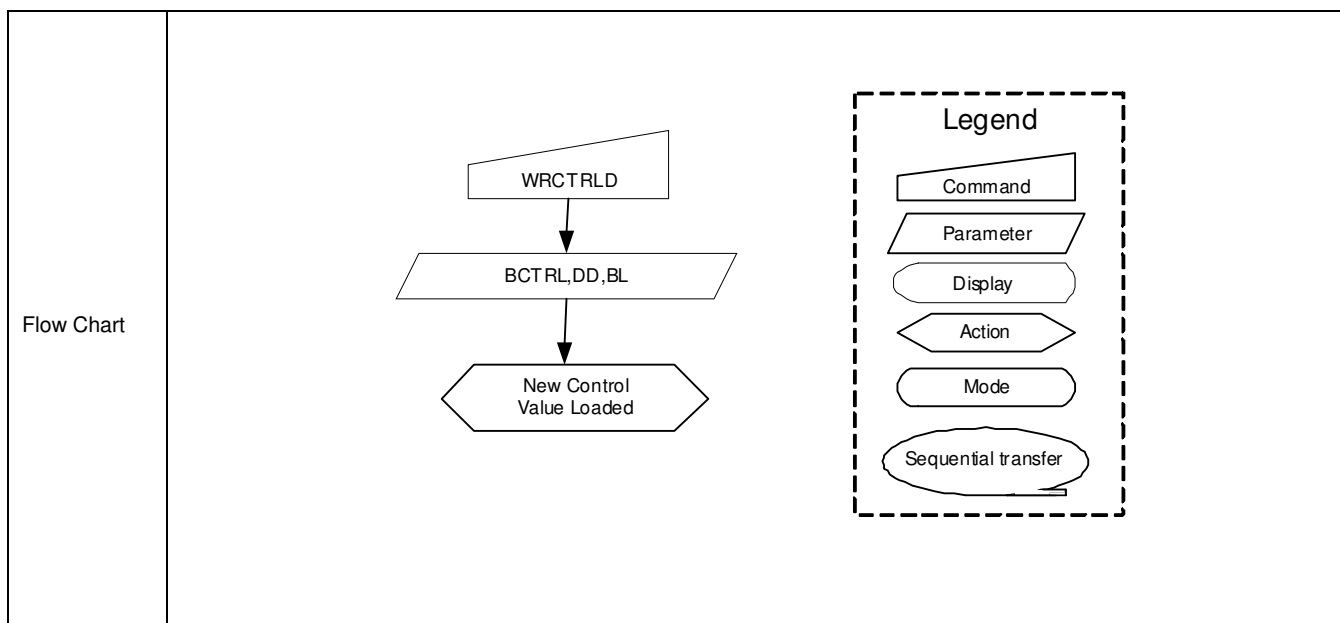 Flow Chart
WRCTRLD
BCTRL,DD,BL
New Control
Value Loaded
Legend
Command
Parameter
Display
Action
Mode
Sequential transfer